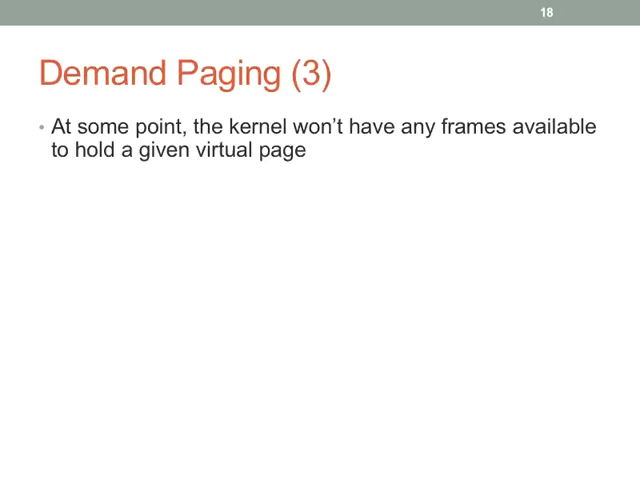 18
Demand Paging (3)
• At some point, the kernel won’t have any frames available
to hold a given virtual page